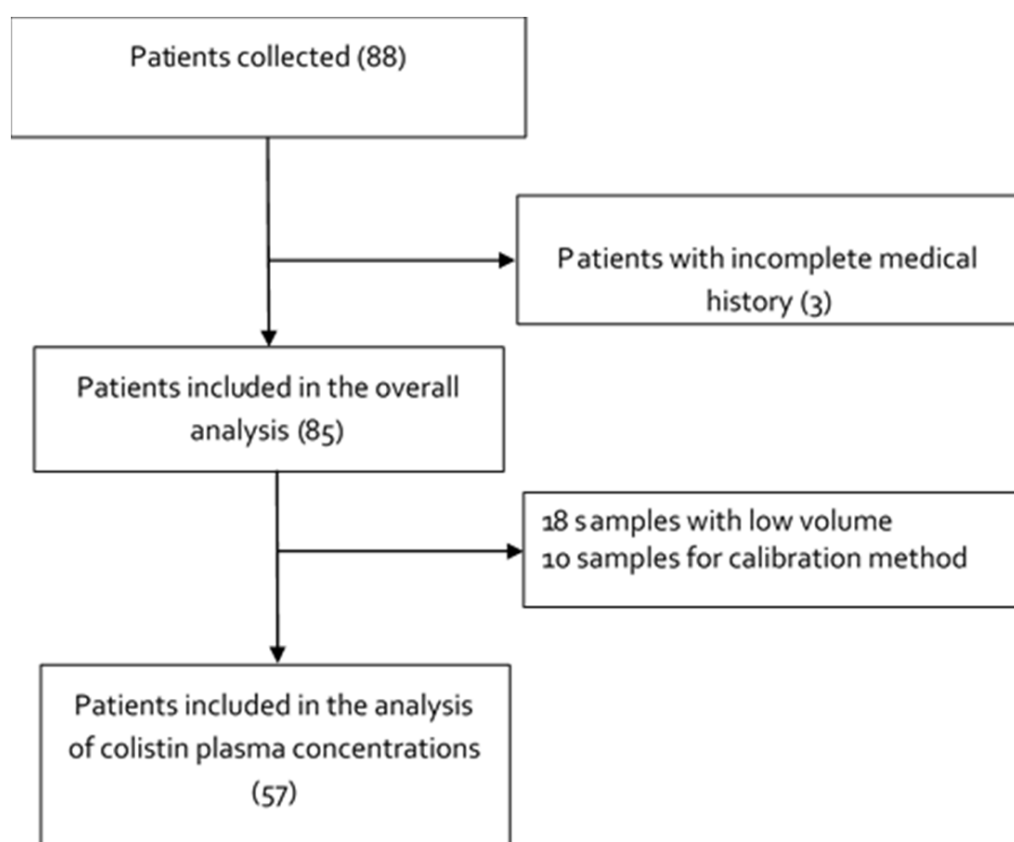 Patients collected (88)
Patients with incomplete medical
history (3)
Patients included in the overall
analysis (85)
18 samples with low volume
10 samples for calibration method
Patients included in the analysis
of colistin plasma concentrations
(57)